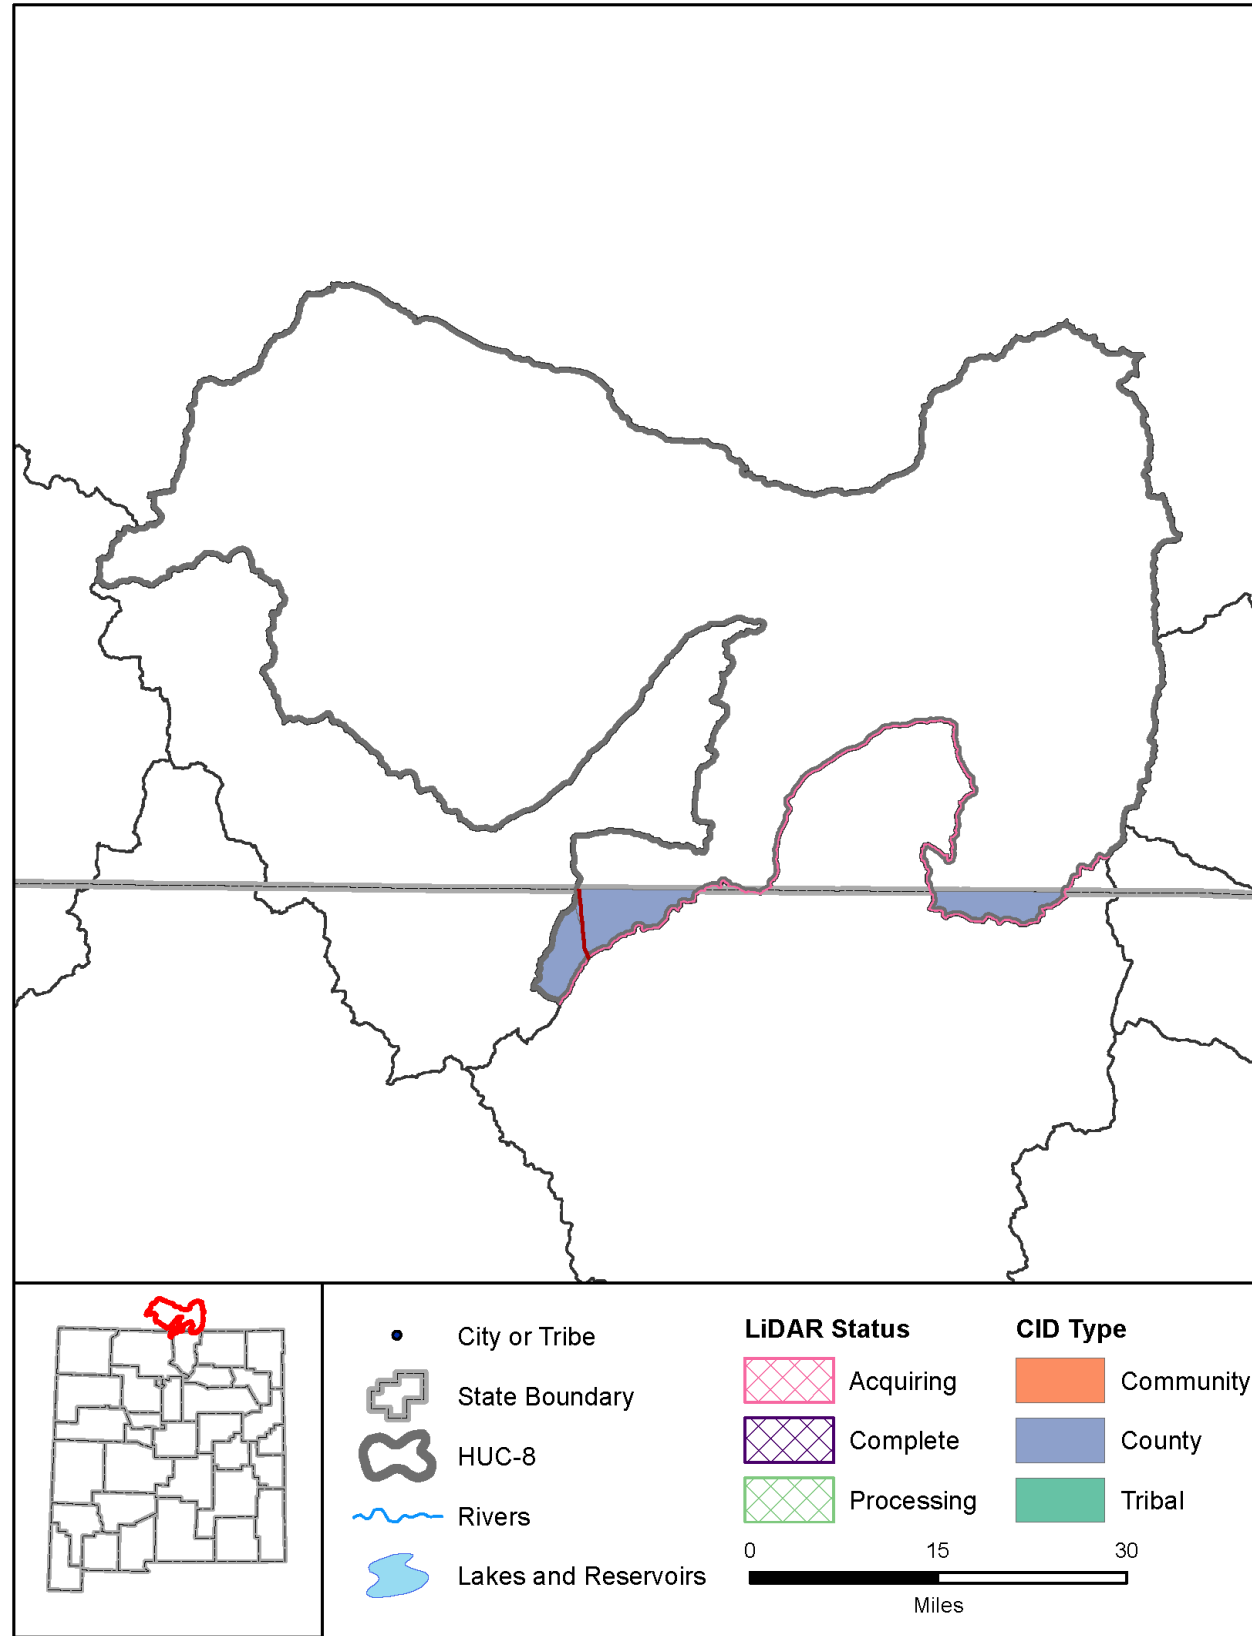 City or Tribe
State Boundary
HUC-8
Rivers
Lakes and Reservoirs
LiDAR Status
Acquiring
Complete
Processing
CID Type
Community
County
Tribal
0 15 30
Miles